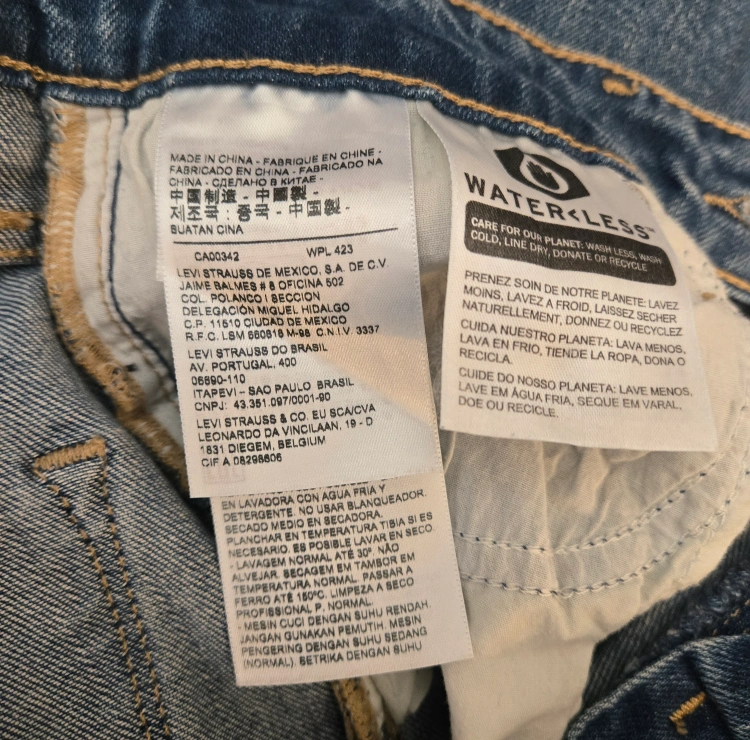 MADE IN CHINA - FABRIQUE EN CHINE -
FABRICADO EN CHINA - FABRICADO NA
CHINA - СДЕЛАНО В КИТАЕ -
中国制造 - 中國製 -
제조국 : 중국 - 中国製 -
BUATAN CINA
CA00342 WPL 423
LEVI STRAUSS DE MEXICO, S.A. DE C.V.
JAIME BALMES # 8 OFICINA 502
COL. POLANCO I SECCION
DELEGACIÓN MIGUEL HIDALGO
C.P. 11510 CIUDAD DE MEXICO
R.F.C. LSM 660818 M-98 C.N.I.V. 3337
LEVI STRAUSS DO BRASIL
AV. PORTUGAL, 400
06690-110
ITAPEVI - SAO PAULO BRASIL
CNPJ: 43.351.097/0001-90
LEVI STRAUSS & CO. EU SCA/CVA
LEONARDO DA VINCILAAN, 19 - D
1831 DIEGEM, BELGIUM
CIF A 08298606
EN LAVADORA CON AGUA FRIA Y
DETERGENTE. NO USAR BLANQUEADOR.
SECADO MEDIO EN SECADORA.
PLANCHAR EN TEMPERATURA TIBIA SI ES
NECESARIO. ES POSIBLE LAVAR EN SECO.
- LAVAGEM NORMAL ATÉ 30°. NÃO
ALVEJAR. SECAGEM EM TAMBOR EM
TEMPERATURA NORMAL. PASSAR A
FERRO ATÉ 150°C. LIMPEZA A SECO
PROFISSIONAL P. NORMAL.
- MESIN CUCI DENGAN SUHU RENDAH.
JANGAN GUNAKAN PEMUTIH. MESIN
PENGERING DENGAN SUHU SEDANG
(NORMAL). SETRIKA DENGAN SUHU
WATER<LESS™
CARE FOR OUR PLANET: WASH LESS, WASH
COLD, LINE DRY, DONATE OR RECYCLE
PRENEZ SOIN DE NOTRE PLANETE: LAVEZ
MOINS, LAVEZ A FROID, LAISSEZ SECHER
NATURELLEMENT, DONNEZ OU RECYCLEZ
CUIDA NUESTRO PLANETA: LAVA MENOS,
LAVA EN FRIO, TIENDE LA ROPA, DONA O
RECICLA.
CUIDE DO NOSSO PLANETA: LAVE MENOS,
LAVE EM ÁGUA FRIA, SEQUE EM VARAL,
DOE OU RECICLE.